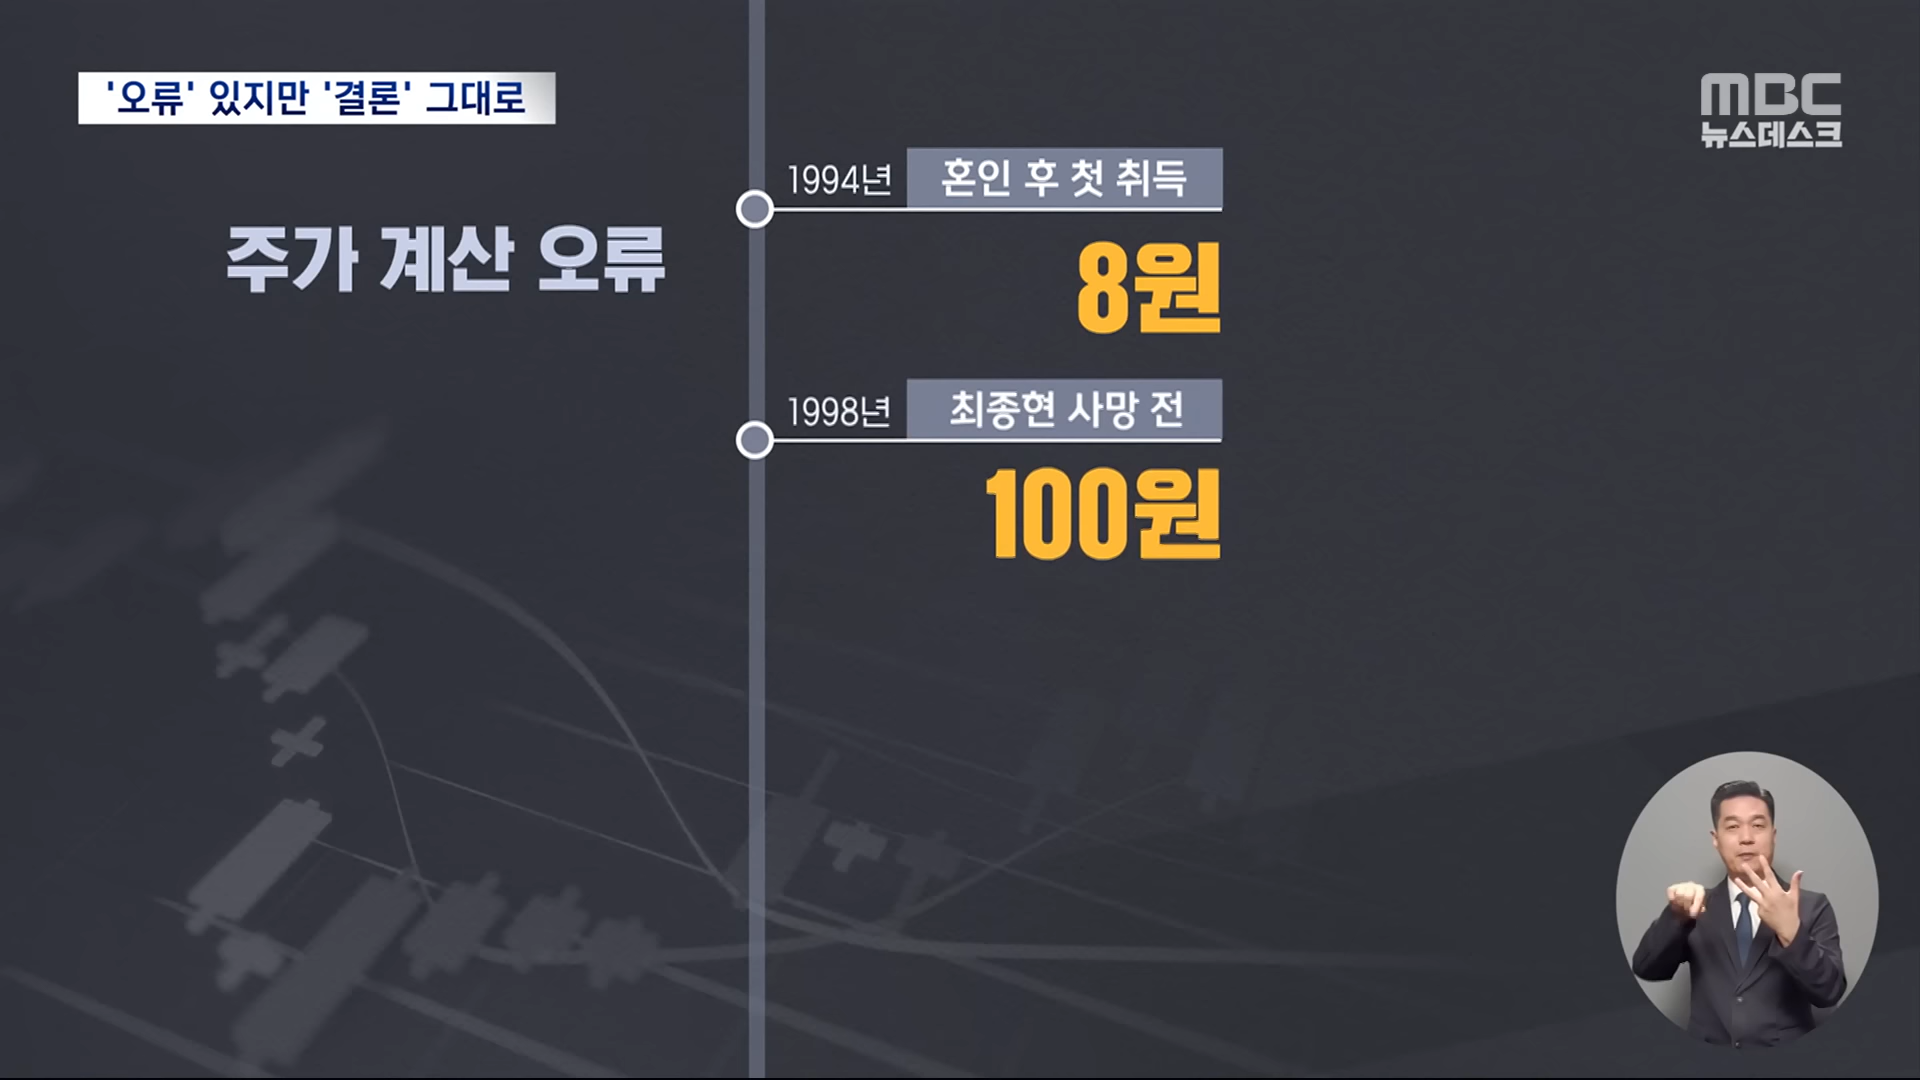 '오류' 있지만 '결론' 그대로
MBC
뉴스데스크
주가 계산 오류
1994년 혼인 후 첫 취득
8원
1998년 최종현 사망 전
100원